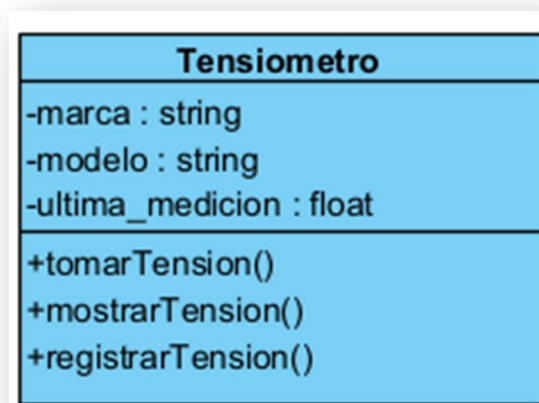 Tensiometro
-marca : string
-modelo : string
-ultima_medicion : float
+tomarTension()
+mostrarTension()
+registrarTension()